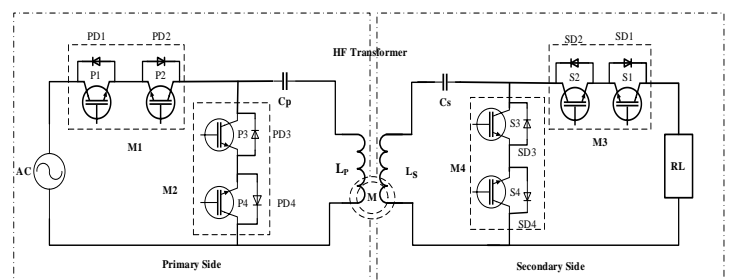 PD1
PD2
P1
P2
M1
HF Transformer
SD2
SD1
S2
S1
M3
Cp
Cs
P3
PD3
M2
P4
PD4
AC
LP
M
LS
S3
SD3
M4
S4
SD4
RL
Primary Side
Secondary Side